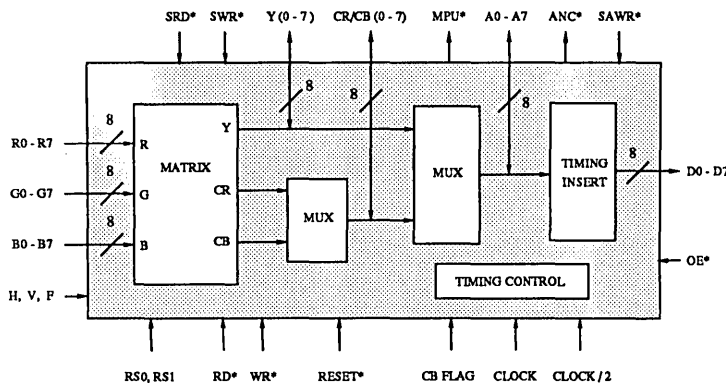 SRD* SWR* Y (0 - 7) CR/CB (0 - 7) MPU* A0 - A7 ANC* SAWR*
8 8 8
R0 - R7 8 R Y
MATRIX MUX TIMING INSERT 8 D0 - D7
G0 - G7 8 G CR
MUX
B0 - B7 8 B CB
OE*
TIMING CONTROL
H, V, F
RS0, RS1 RD* WR* RESET* CB FLAG CLOCK CLOCK / 2